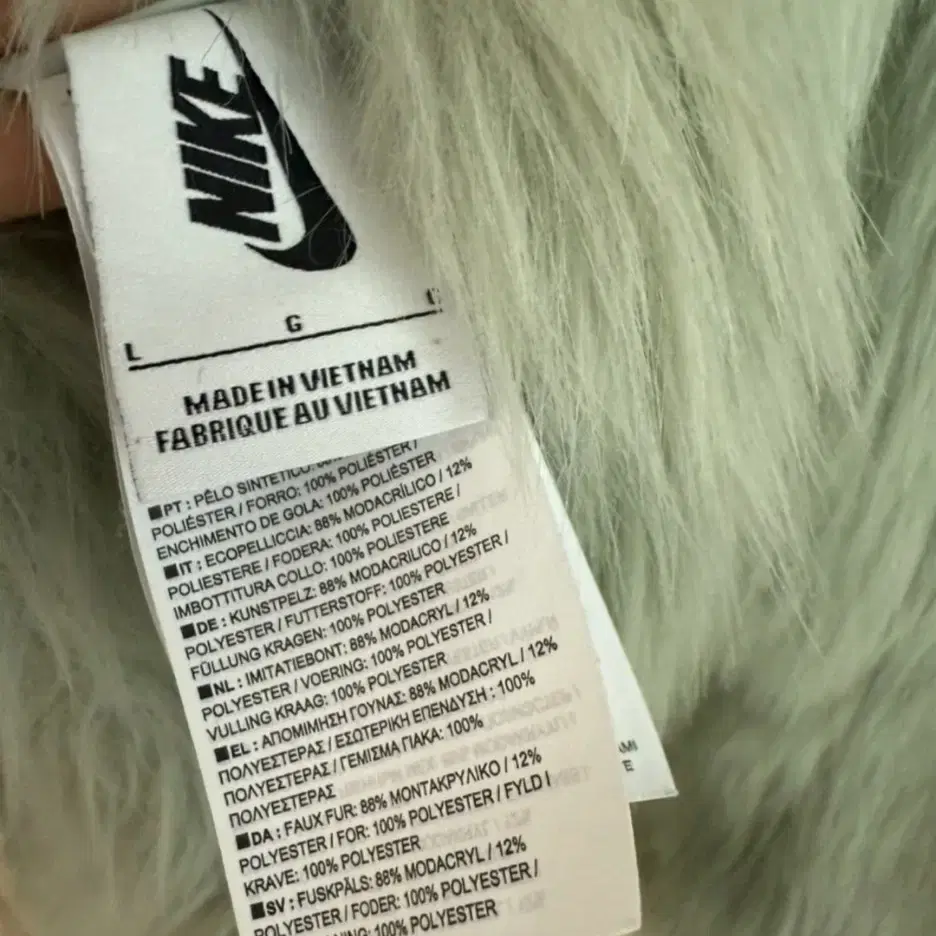 NIKE
L G G
MADE IN VIETNAM
FABRIQUE AU VIETNAM
PT : PÊLO SINTÉTICO:
POLIÉSTER / FORRO: 100% POLIÉSTER /
ENCHIMENTO DE GOLA: 100% POLIÉSTER
IT : ECOPELLICCIA: 88% MODACRÍLICO / 12%
POLIESTERE / FODERA: 100% POLIESTERE /
IMBOTTITURA COLLO: 100% POLIESTERE
DE : KUNSTPELZ: 88% MODACRILICO / 12%
POLYESTER / FUTTERSTOFF: 100% POLYESTER /
FÜLLUNG KRAGEN: 100% POLYESTER
NL : IMITATIEBONT: 88% MODACRYL / 12%
POLYESTER / VOERING: 100% POLYESTER /
VULLING KRAAG: 100% POLYESTER
EL : ΑΠΟΜΙΜΗΣΗ ΓΟΥΝΑΣ: 88% MODACRYL / 12%
ΠΟΛΥΕΣΤΕΡΑΣ / ΕΣΩΤΕΡΙΚΗ ΕΠΕΝΔΥΣΗ : 100%
ΠΟΛΥΕΣΤΕΡΑΣ / ΓΕΜΙΣΜΑ ΓΙΑΚΑ: 100%
ΠΟΛΥΕΣΤΕΡΑΣ
DA : FAUX FUR: 88% ΜΟΝΤΑΚΡΥΛΙΚΟ / 12%
POLYESTER / FOR: 100% POLYESTER / FYLD I
KRAVE: 100% POLYESTER
SV : FUSKPÄLS: 88% MODACRYL / 12%
POLYESTER / FODER: 100% POLYESTER /
100% POLYESTER